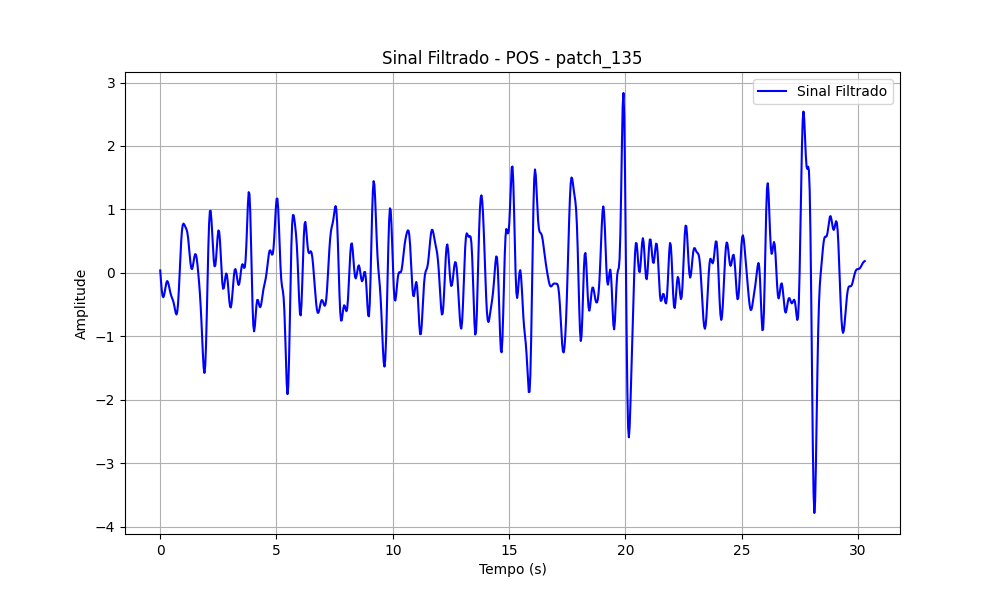 Sinal Filtrado - POS - patch_135
Sinal Filtrado
3
2
1
0
−1
−2
−3
−4
Amplitude
0 5 10 15 20 25 30
Tempo (s)